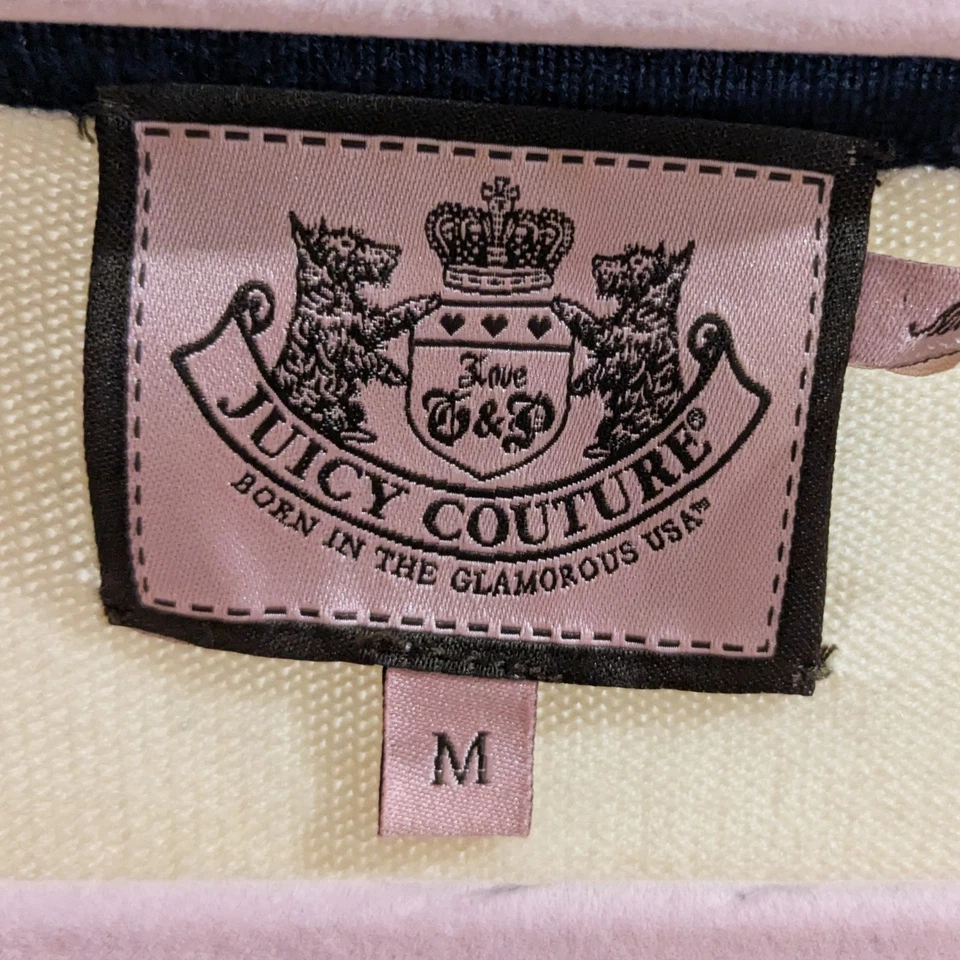 Love
G&P
JUICY COUTURE®
BORN IN THE GLAMOROUS USA™
M